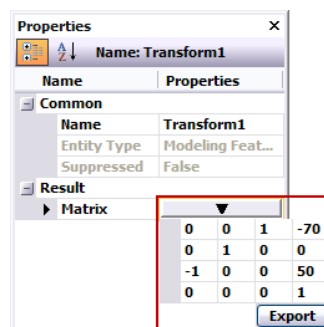 Properties ×
A Z Name: Transform1
Name Properties
Common
Name Transform1
Entity Type Modeling Feat...
Suppressed False
Result
Matrix
0 0 1 -70
0 1 0 0
-1 0 0 50
0 0 0 1
Export